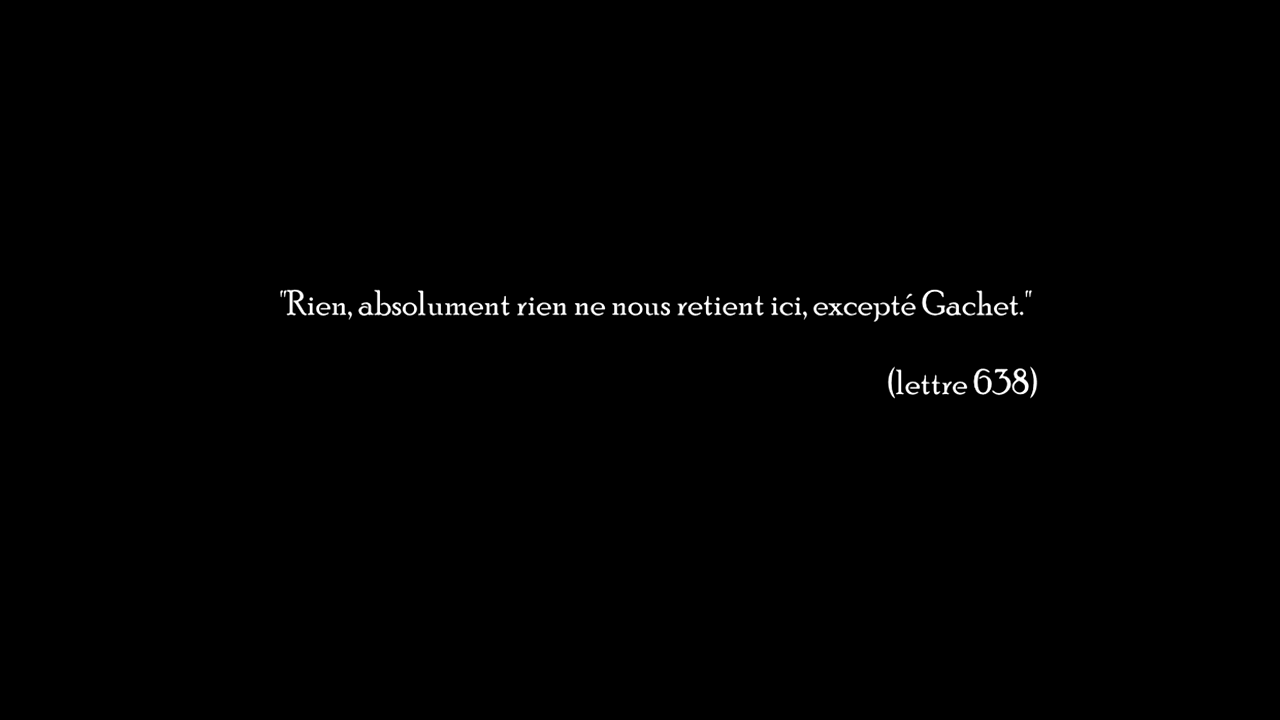 "Rien, absolument rien ne nous retient ici, excepté Gachet."
(lettre 638)